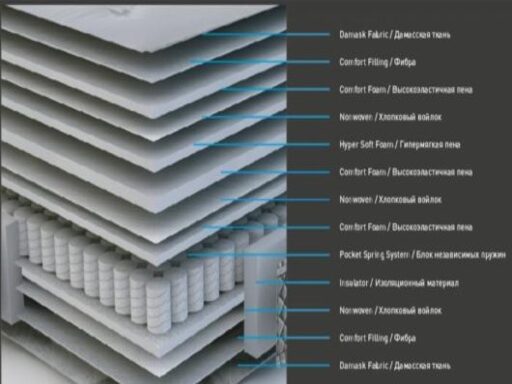 Damask Fabric / Дамасская ткань
Comfort Filling / Фибра
Comfort Foam / Высокоэластичная пена
Nonwoven / Хлопковый войлок
Hyper Soft Foam / Гипермягкая пена
Comfort Foam / Высокоэластичная пена
Nonwoven / Хлопковый войлок
Comfort Foam / Высокоэластичная пена
Pocket Spring System / Блок независимых пружин
Insulator / Изоляционный материал
Nonwoven / Хлопковый войлок
Comfort Filling / Фибра
Damask Fabric / Дамасская ткань